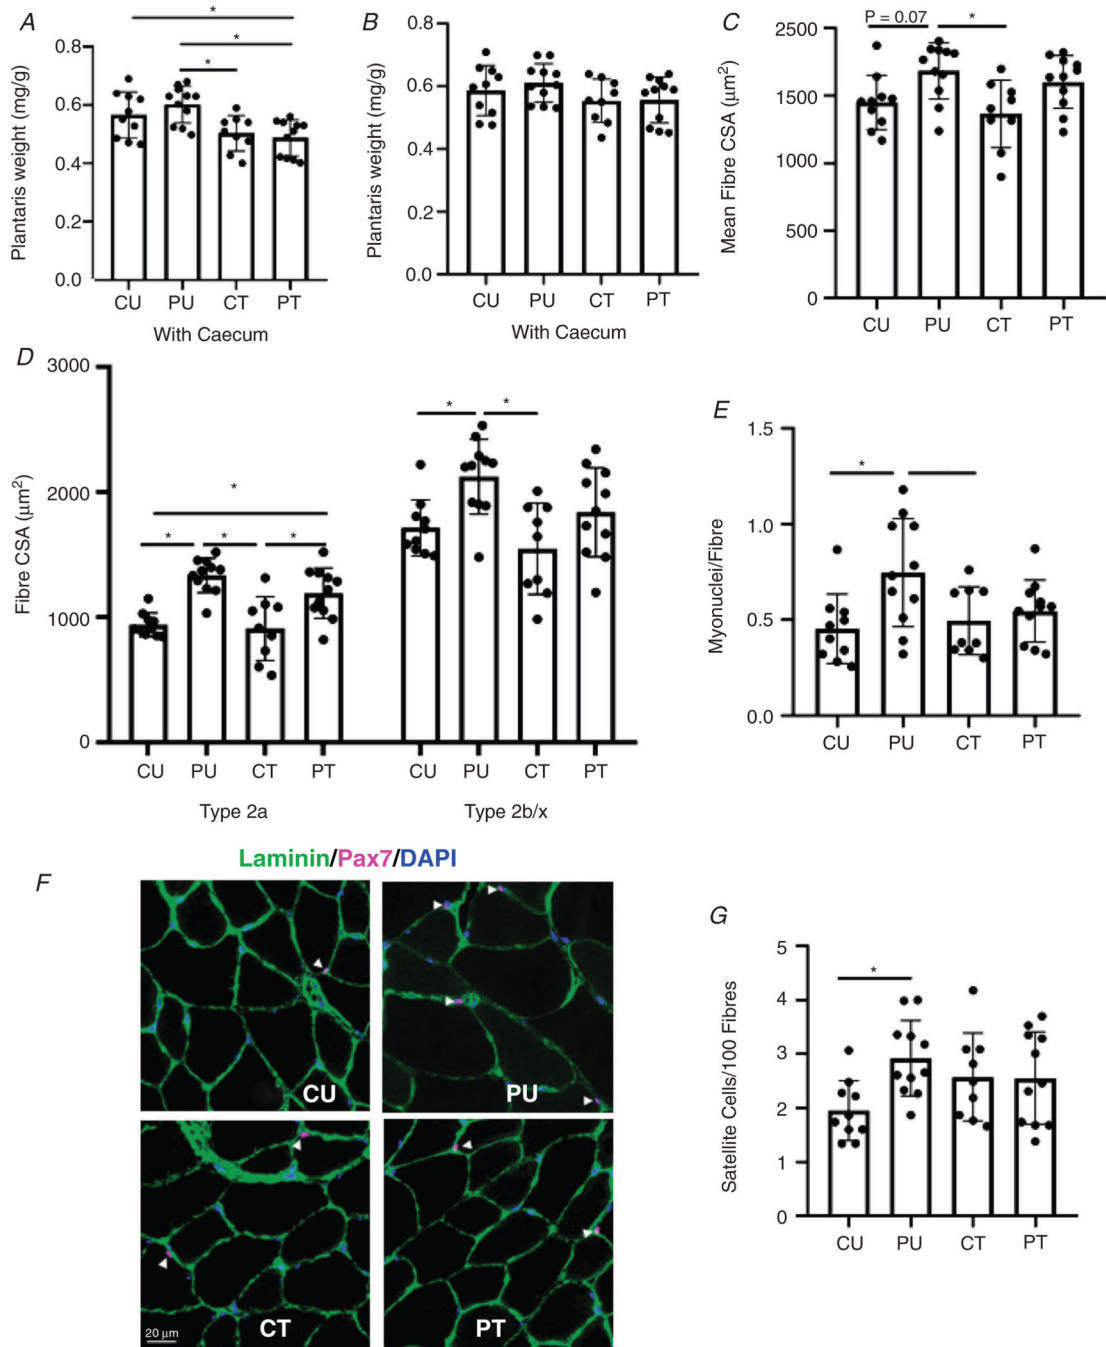 A
Plantaris weight (mg/g)
0.8
0.6
0.4
0.2
0.0
*
*
*
CU PU CT PT
With Caecum
B
Plantaris weight (mg/g)
0.8
0.6
0.4
0.2
0.0
CU PU CT PT
With Caecum
C
Mean Fibre CSA (µm²)
2500
1500
1000
500
0
P = 0.07 *
CU PU CT PT
D
Fibre CSA (µm²)
3000
2000
1000
0
*
* * *
* *
CU PU CT PT CU PU CT PT
Type 2a Type 2b/x
E
Myonuclei/Fibre
1.5
1.0
0.5
0.0
*
CU PU CT PT
F
Laminin/Pax7/DAPI
CU PU
CT PT
20 µm
G
Satellite Cells/100 Fibres
5
4
3
2
1
0
*
CU PU CT PT